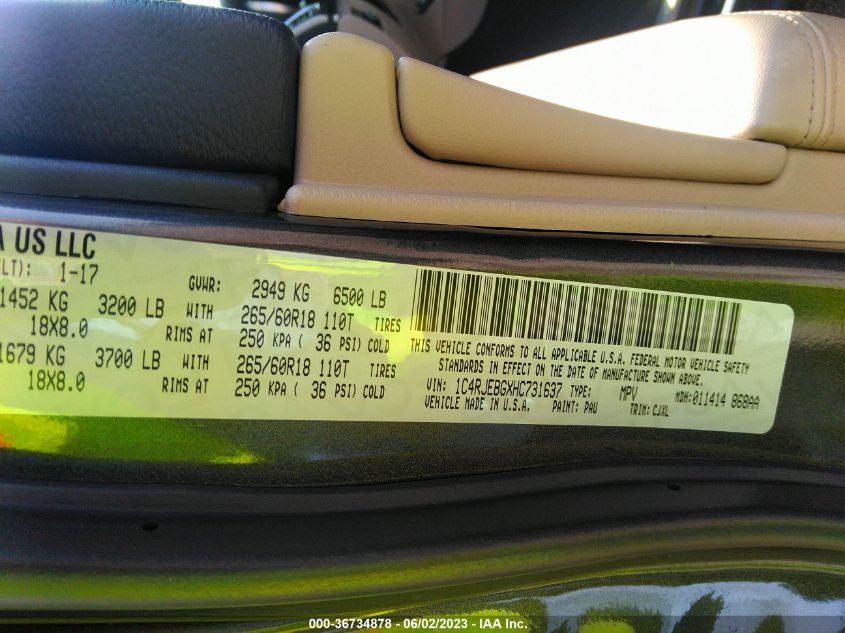 A US LLC
LT): 1-17
GVWR: 2949 KG 6500 LB
1452 KG 3200 LB WITH 265/60R18 110T TIRES
18X8.0 RIMS AT 250 KPA ( 36 PSI) COLD
1679 KG 3700 LB WITH 265/60R18 110T TIRES
18X8.0 RIMS AT 250 KPA ( 36 PSI) COLD
THIS VEHICLE CONFORMS TO ALL APPLICABLE U.S.A. FEDERAL MOTOR VEHICLE SAFETY
STANDARDS IN EFFECT ON THE DATE OF MANUFACTURE SHOWN ABOVE.
VIN: 1C4RJEBGXHC731637 TYPE: MPV MDH:011414 868AA
VEHICLE MADE IN U.S.A. PAINT: PAU TRIM: CJXL
000-36734878 - 06/02/2023 - IAA Inc.